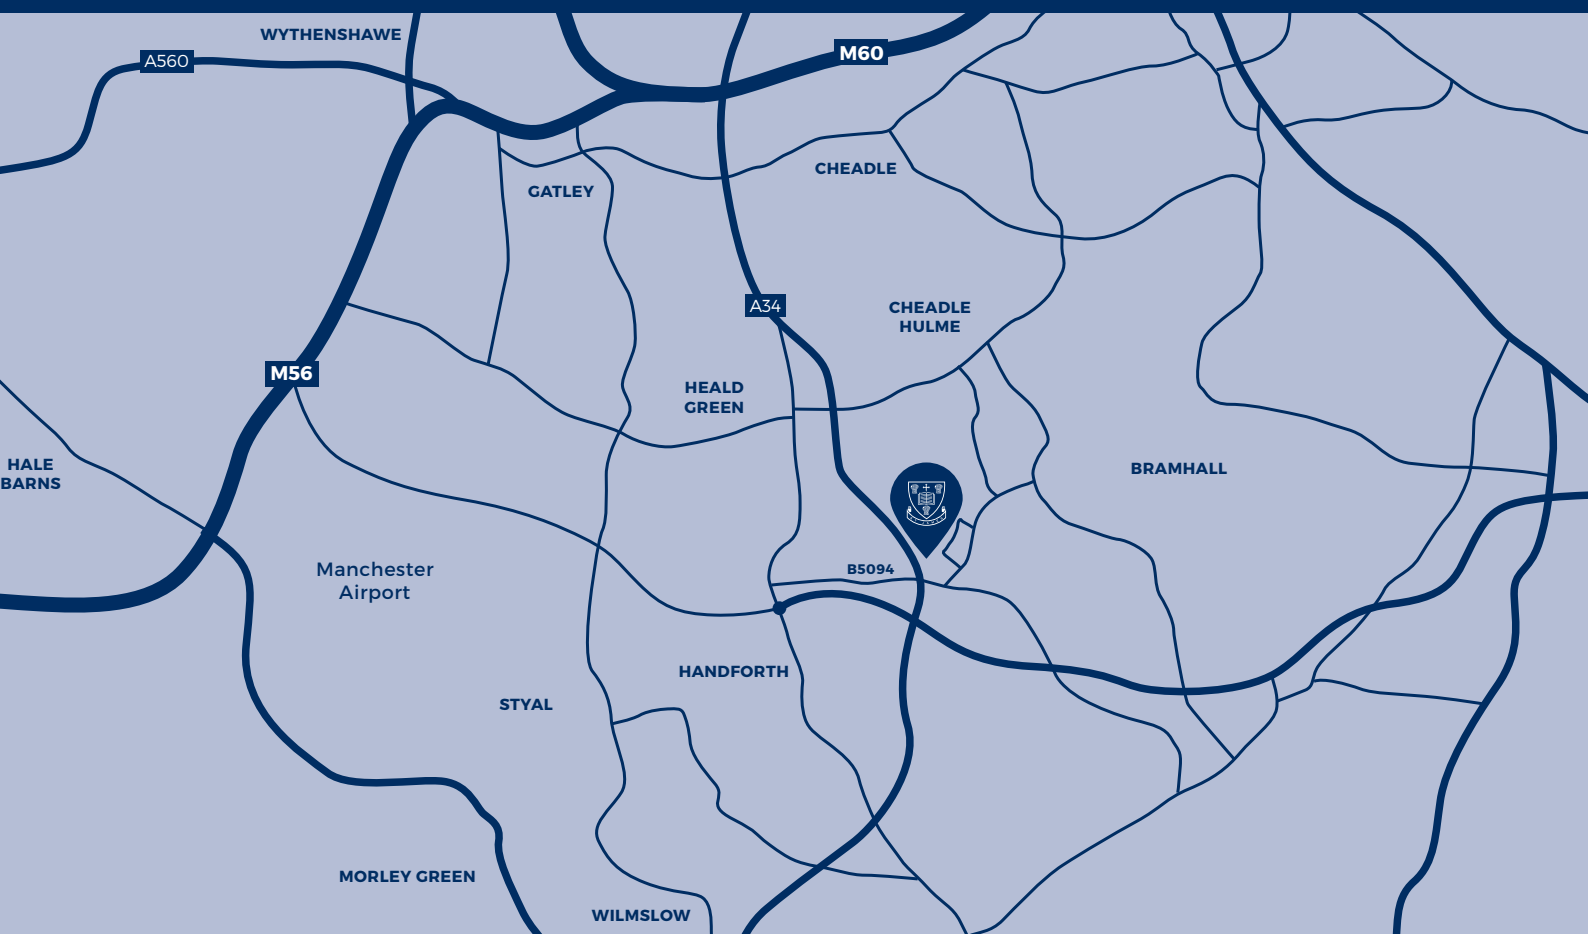 WYTHENSHAWE
A560
M60
CHEADLE
GATLEY
A34
CHEADLE
HULME
M56
HEALD
GREEN
HALE
BARNS
BRAMHALL
Manchester
Airport
B5094
HANDFORTH
STYAL
MORLEY GREEN
WILMSLOW